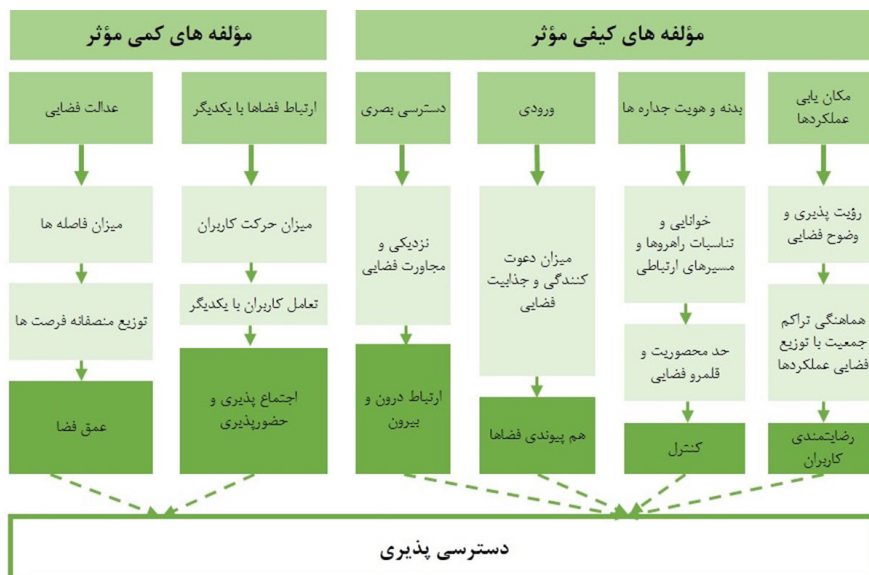 مؤلفه های کیفی مؤثر
مؤلفه های کمی مؤثر
مکان یابی
عملکردها
بدنه و هویت جداره ها
ورودی
دسترسی بصری
ارتباط فضاها با یکدیگر
عدالت فضایی
رؤیت پذیری و
وضوح فضایی
خوانایی و
تناسبات راهروها و
مسیرهای ارتباطی
میزان دعوت
کنندگی و جذابیت
فضایی
نزدیکی و
مجاورت فضایی
میزان حرکت کاربران
میزان فاصله ها
هماهنگی تراکم
جمعیت با توزیع
فضایی عملکردها
حد محصوریت و
قلمرو فضایی
تعامل کاربران با یکدیگر
توزیع منصفانه فرصت ها
رضایتمندی
کاربران
کنترل
هم پیوندی فضاها
ارتباط درون و
بیرون
اجتماع پذیری و
حضورپذیری
عمق فضا
دسترسی پذیری